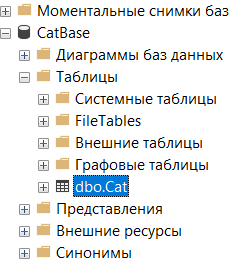 Моментальные снимки баз
CatBase
Диаграммы баз данных
Таблицы
Системные таблицы
FileTables
Внешние таблицы
Графовые таблицы
dbo.Cat
Представления
Внешние ресурсы
Синонимы